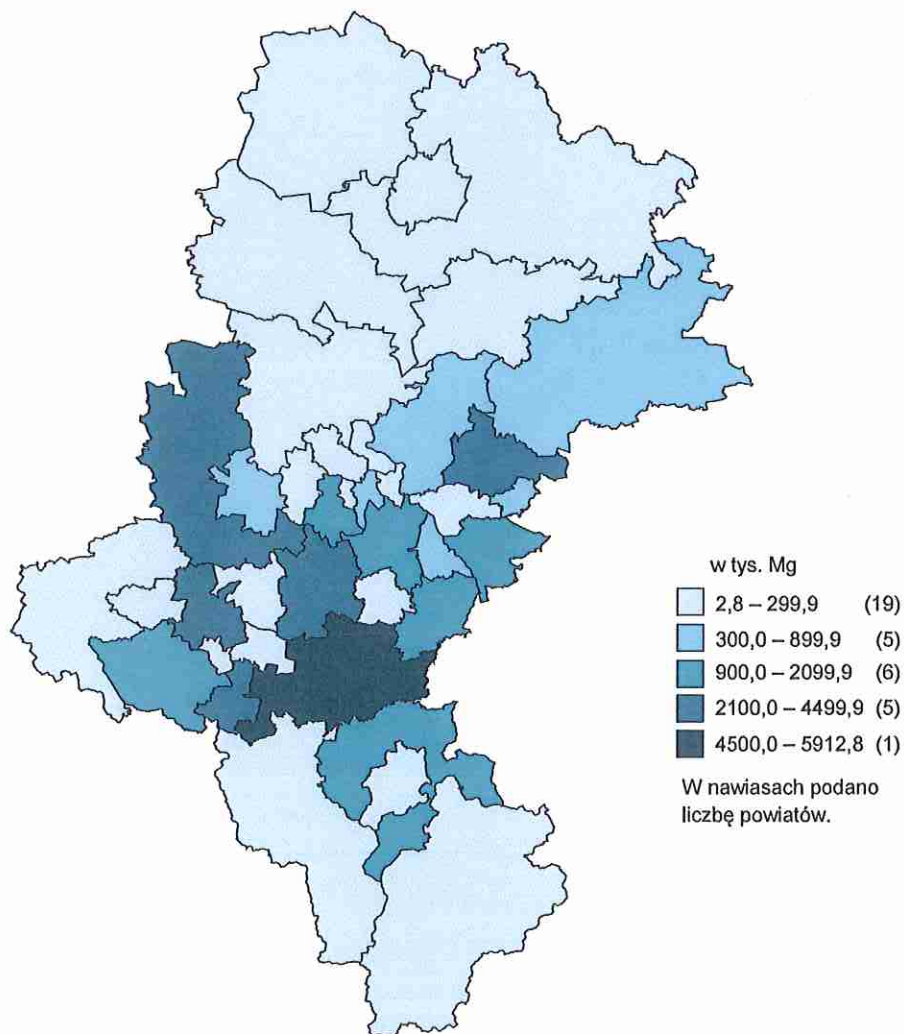 w tys. Mg
2,8 – 299,9 (19)
300,0 – 899,9 (5)
900,0 – 2099,9 (6)
2100,0 – 4499,9 (5)
4500,0 – 5912,8 (1)
W nawiasach podano
liczbę powiatów.